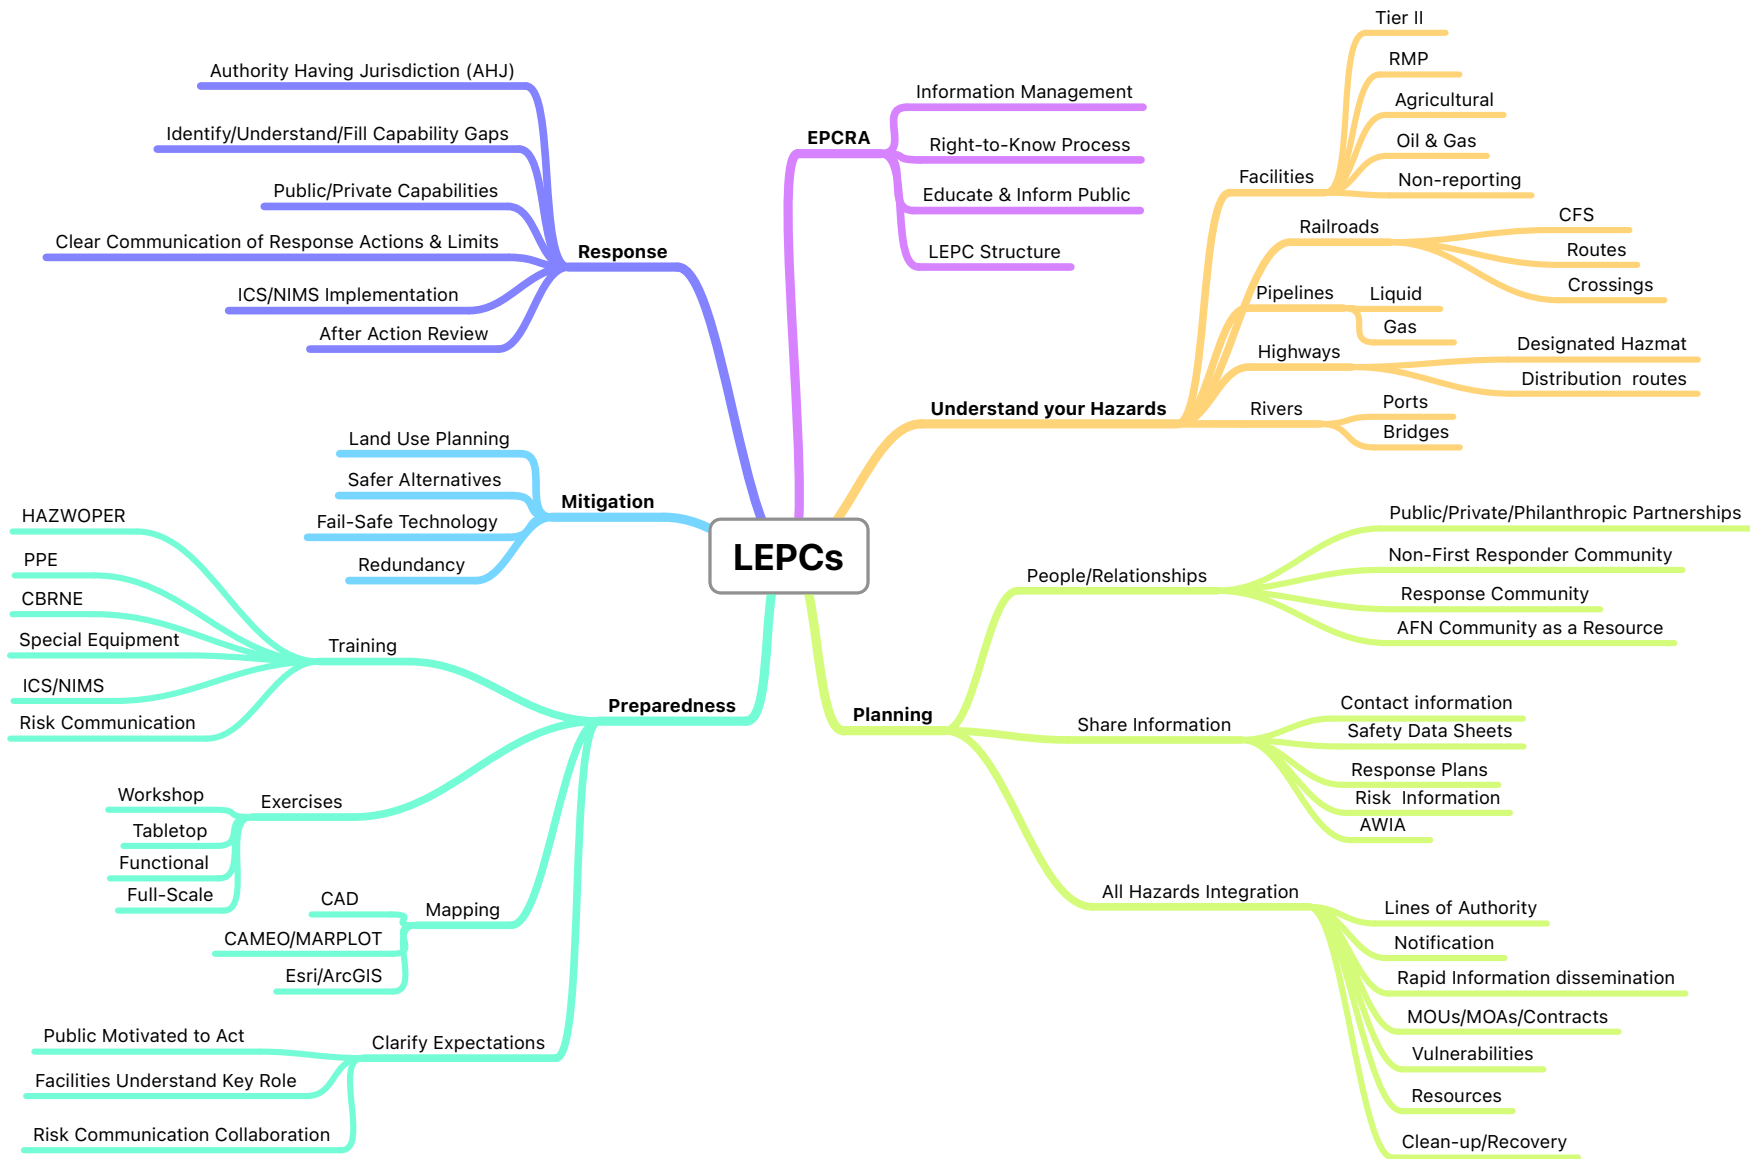 LEPCs
Response
Authority Having Jurisdiction (AHJ)
Identify/Understand/Fill Capability Gaps
Public/Private Capabilities
Clear Communication of Response Actions & Limits
ICS/NIMS Implementation
After Action Review
EPCRA
Information Management
Right-to-Know Process
Educate & Inform Public
LEPC Structure
Understand your Hazards
Facilities
Tier II
RMP
Agricultural
Oil & Gas
Non-reporting
Railroads
CFS
Routes
Crossings
Pipelines
Liquid
Gas
Highways
Designated Hazmat
Distribution  routes
Rivers
Ports
Bridges
Mitigation
Land Use Planning
Safer Alternatives
Fail-Safe Technology
Redundancy
Preparedness
Training
HAZWOPER
PPE
CBRNE
Special Equipment
ICS/NIMS
Risk Communication
Exercises
Workshop
Tabletop
Functional
Full-Scale
Mapping
CAD
CAMEO/MARPLOT
Esri/ArcGIS
Clarify Expectations
Public Motivated to Act
Facilities Understand Key Role
Risk Communication Collaboration
Planning
People/Relationships
Public/Private/Philanthropic Partnerships
Non-First Responder Community
Response Community
AFN Community as a Resource
Share Information
Contact information
Safety Data Sheets
Response Plans
Risk  Information
AWIA
All Hazards Integration
Lines of Authority
Notification
Rapid Information dissemination
MOUs/MOAs/Contracts
Vulnerabilities
Resources
Clean-up/Recovery